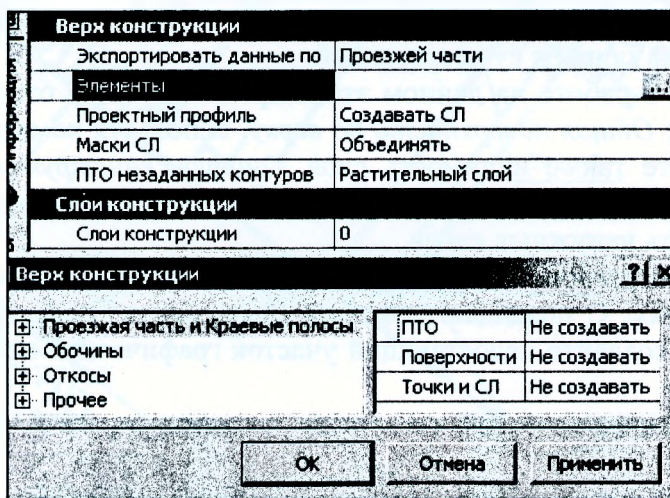 Верх конструкции
Экспортировать данные по Проезжей части
Элементы ...
Проектный профиль Создавать СЛ
Маски СЛ Объединять
ПТО незаданных контуров Растительный слой
Слои конструкции
Слои конструкции 0
Верх конструкции ? X
Проезжая часть и Краевые полосы
Обочины
Откосы
Прочее
ПТО Не создавать
Поверхности Не создавать
Точки и СЛ Не создавать
ОК Отмена Применить